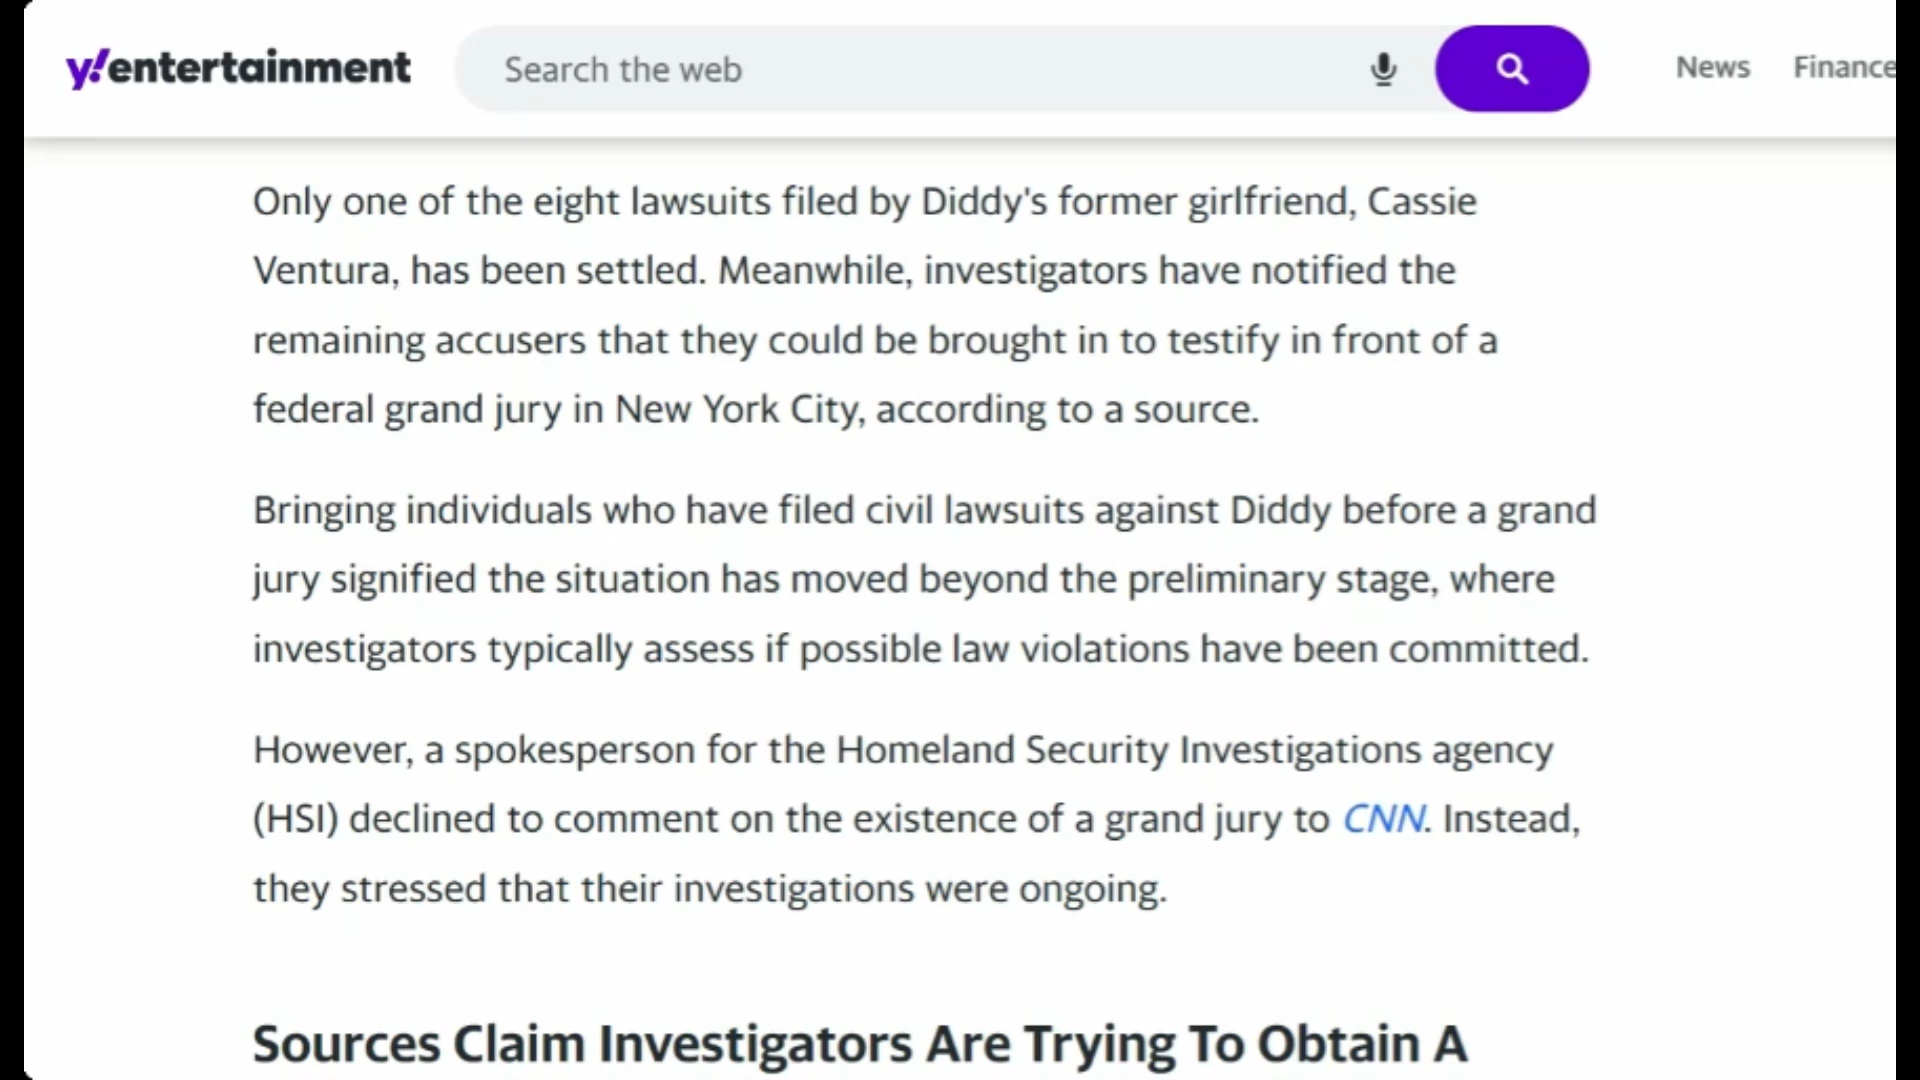 y!entertainment
Search the web
News
Finance
Only one of the eight lawsuits filed by Diddy's former girlfriend, Cassie
Ventura, has been settled. Meanwhile, investigators have notified the
remaining accusers that they could be brought in to testify in front of a
federal grand jury in New York City, according to a source.
Bringing individuals who have filed civil lawsuits against Diddy before a grand
jury signified the situation has moved beyond the preliminary stage, where
investigators typically assess if possible law violations have been committed.
However, a spokesperson for the Homeland Security Investigations agency
(HSI) declined to comment on the existence of a grand jury to CNN. Instead,
they stressed that their investigations were ongoing.
Sources Claim Investigators Are Trying To Obtain A